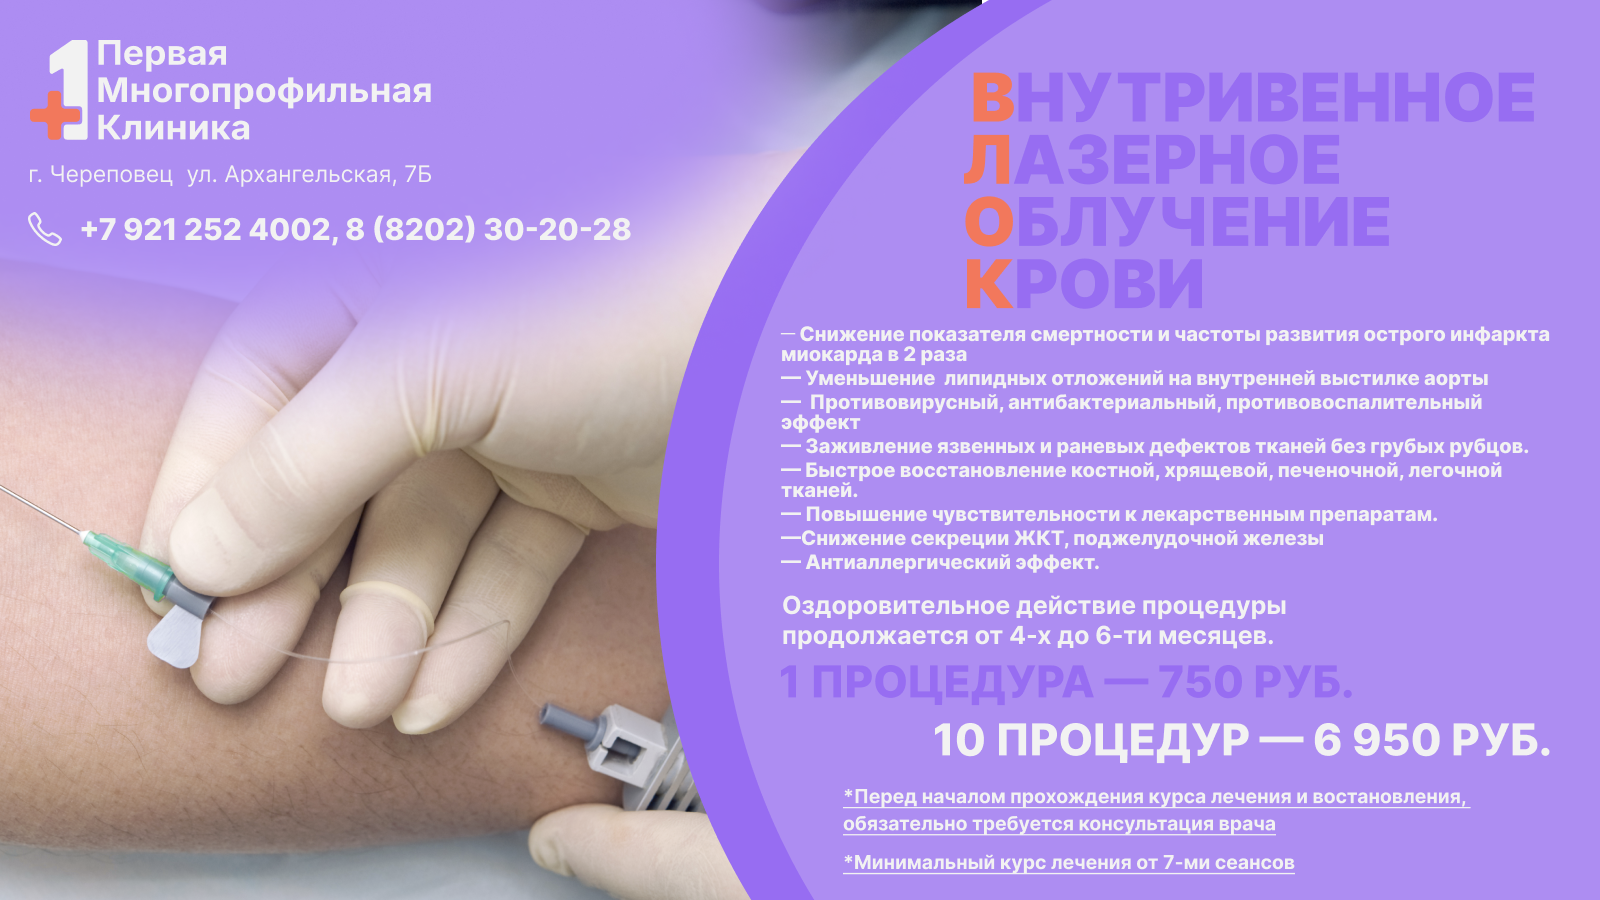 Первая
Многопрофильная
Клиника
г. Череповец ул. Архангельская, 7Б
+7 921 252 4002, 8 (8202) 30-20-28
ВНУТРИВЕННОЕ
ЛАЗЕРНОЕ
ОБЛУЧЕНИЕ
КРОВИ
— Снижение показателя смертности и частоты развития острого инфаркта
миокарда в 2 раза
— Уменьшение липидных отложений на внутренней выстилке аорты
— Противовирусный, антибактериальный, противовоспалительный
эффект
— Заживление язвенных и раневых дефектов тканей без грубых рубцов.
— Быстрое восстановление костной, хрящевой, печеночной, легочной
тканей.
— Повышение чувствительности к лекарственным препаратам.
—Снижение секреции ЖКТ, поджелудочной железы
— Антиаллергический эффект.
Оздоровительное действие процедуры
продолжается от 4-х до 6-ти месяцев.
1 ПРОЦЕДУРА — 750 РУБ.
10 ПРОЦЕДУР — 6 950 РУБ.
*Перед началом прохождения курса лечения и востановления,
обязательно требуется консультация врача
*Минимальный курс лечения от 7-ми сеансов